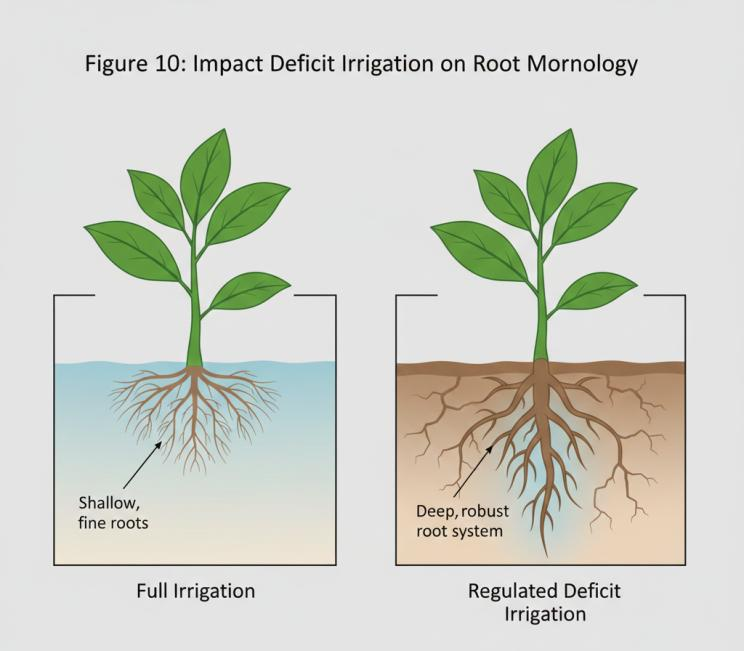 Figure 10: Impact Deficit Irrigation on Root Mornology
Shallow,
fine roots
Full Irrigation
Deep, robust
root system
Regulated Deficit
Irrigation